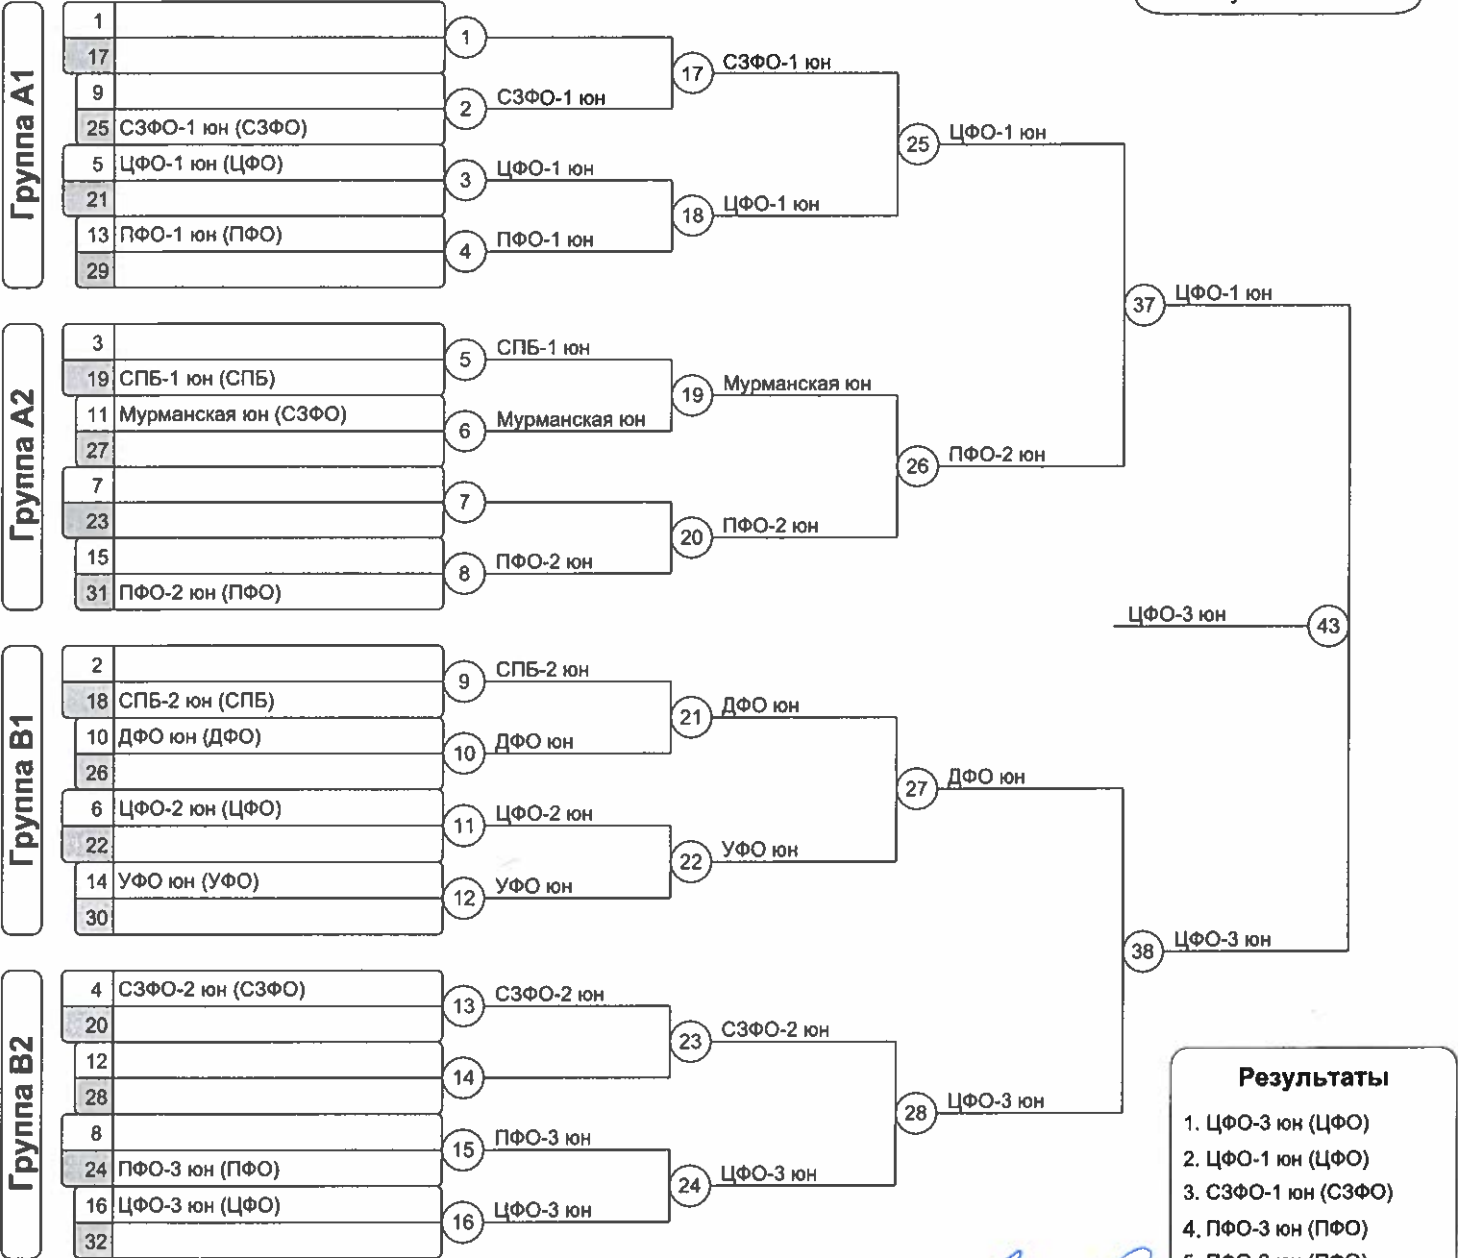 Группа A1
1
17
9
25 СЗФО-1 юн (СЗФО)
5 ЦФО-1 юн (ЦФО)
21
13 ПФО-1 юн (ПФО)
29
1
2 СЗФО-1 юн
3 ЦФО-1 юн
4 ПФО-1 юн
17 СЗФО-1 юн
18 ЦФО-1 юн
25 ЦФО-1 юн
Группа A2
3
19 СПБ-1 юн (СПБ)
11 Мурманская юн (СЗФО)
27
7
23
15
31 ПФО-2 юн (ПФО)
5 СПБ-1 юн
6 Мурманская юн
7
8 ПФО-2 юн
19 Мурманская юн
20 ПФО-2 юн
26 ПФО-2 юн
37 ЦФО-1 юн
Группа B1
2
18 СПБ-2 юн (СПБ)
10 ДФО юн (ДФО)
26
6 ЦФО-2 юн (ЦФО)
22
14 УФО юн (УФО)
30
9 СПБ-2 юн
10 ДФО юн
11 ЦФО-2 юн
12 УФО юн
21 ДФО юн
22 УФО юн
27 ДФО юн
Группа B2
4 СЗФО-2 юн (СЗФО)
20
12
28
8
24 ПФО-3 юн (ПФО)
16 ЦФО-3 юн (ЦФО)
32
13 СЗФО-2 юн
14
15 ПФО-3 юн
16 ЦФО-3 юн
23 СЗФО-2 юн
24 ЦФО-3 юн
28 ЦФО-3 юн
38 ЦФО-3 юн
ЦФО-3 юн 43
Результаты
1. ЦФО-3 юн (ЦФО)
2. ЦФО-1 юн (ЦФО)
3. СЗФО-1 юн (СЗФО)
4. ПФО-3 юн (ПФО)